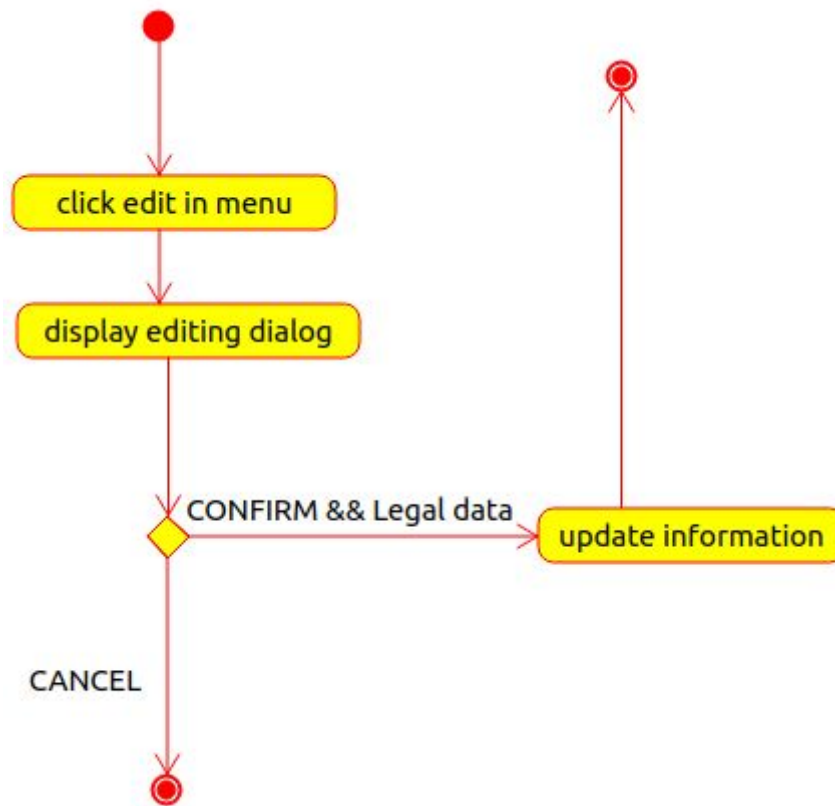 click edit in menu
display editing dialog
CONFIRM && Legal data
update information
CANCEL